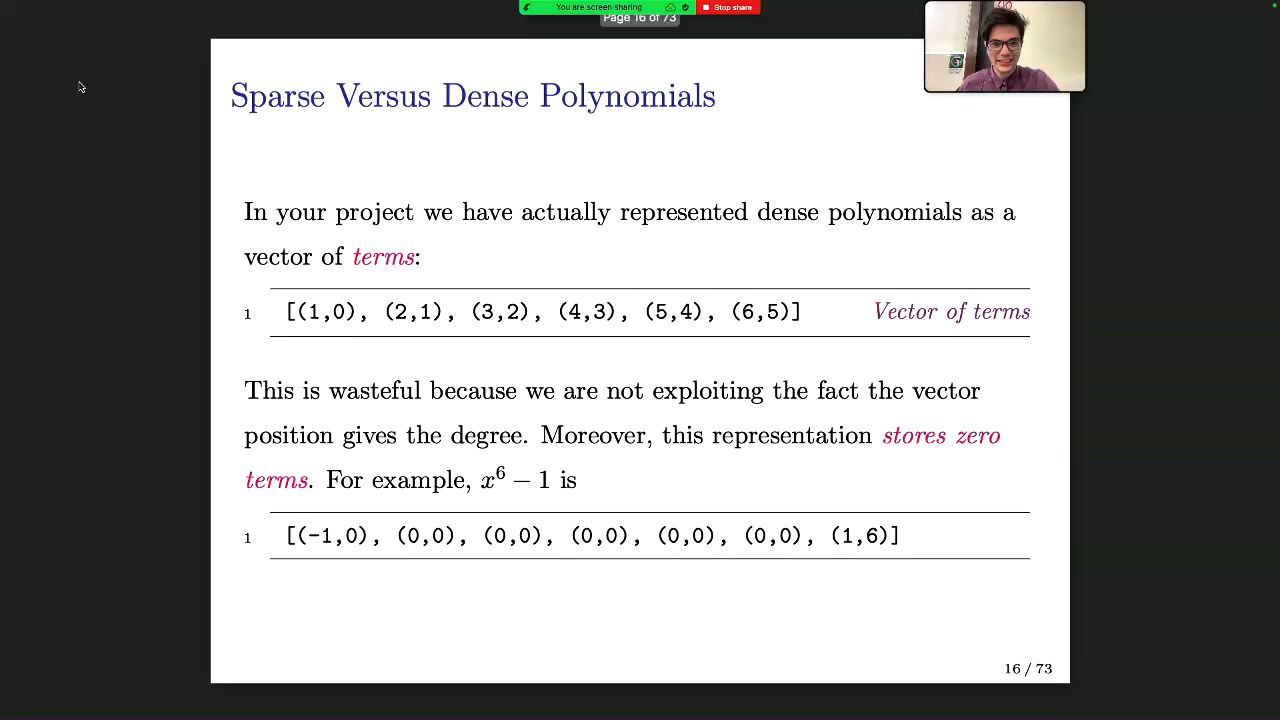 You are screen sharing
Stop share
Page 16 of 73
Sparse Versus Dense Polynomials
In your project we have actually represented dense polynomials as a
vector of terms:
1 [(1,0), (2,1), (3,2), (4,3), (5,4), (6,5)] Vector of terms
This is wasteful because we are not exploiting the fact the vector
position gives the degree. Moreover, this representation stores zero
terms. For example, x⁶ − 1 is
1 [(-1,0), (0,0), (0,0), (0,0), (0,0), (0,0), (1,6)]
16 / 73